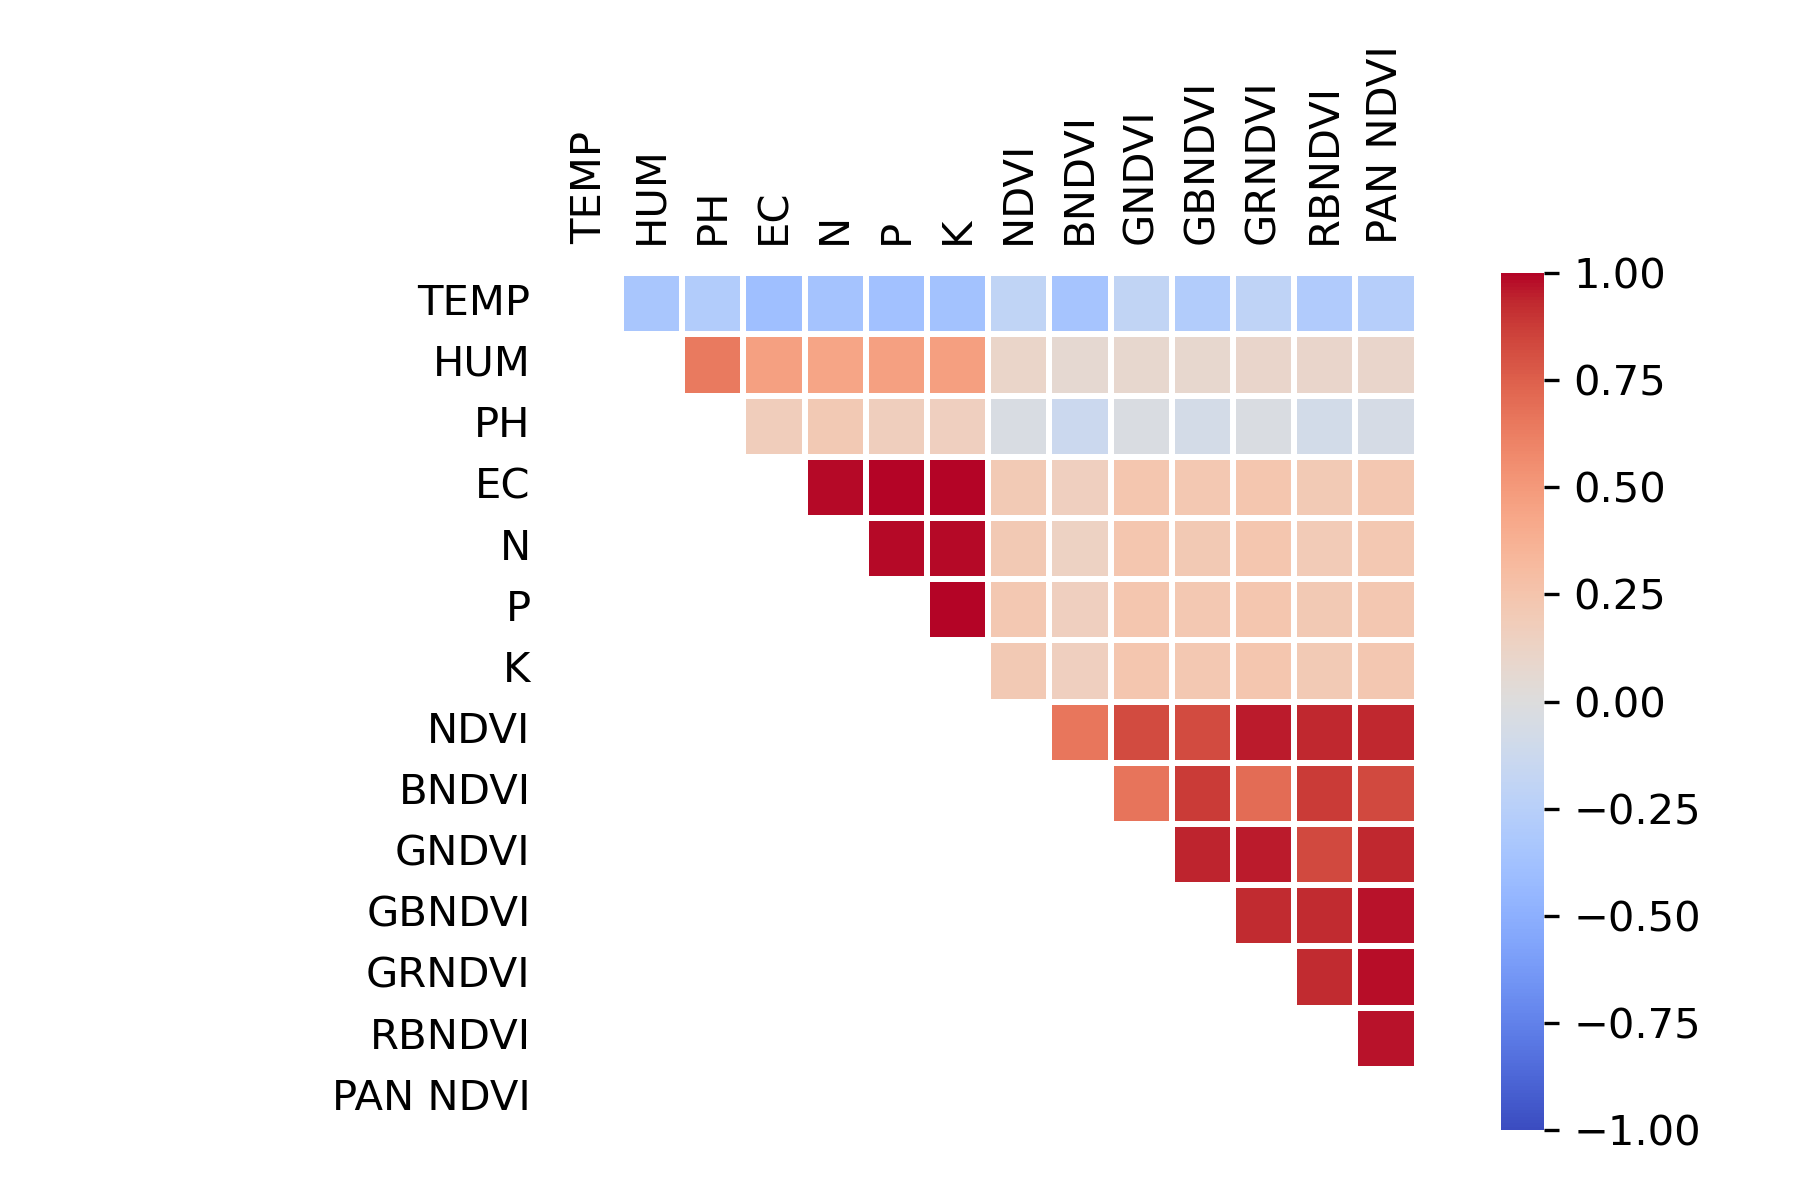 TEMP
HUM
PH
EC
N
P
K
NDVI
BNDVI
GNDVI
GBNDVI
GRNDVI
RBNDVI
PAN NDVI
TEMP
HUM
PH
EC
N
P
K
NDVI
BNDVI
GNDVI
GBNDVI
GRNDVI
RBNDVI
PAN NDVI
1.00
0.75
0.50
0.25
0.00
−0.25
−0.50
−0.75
−1.00